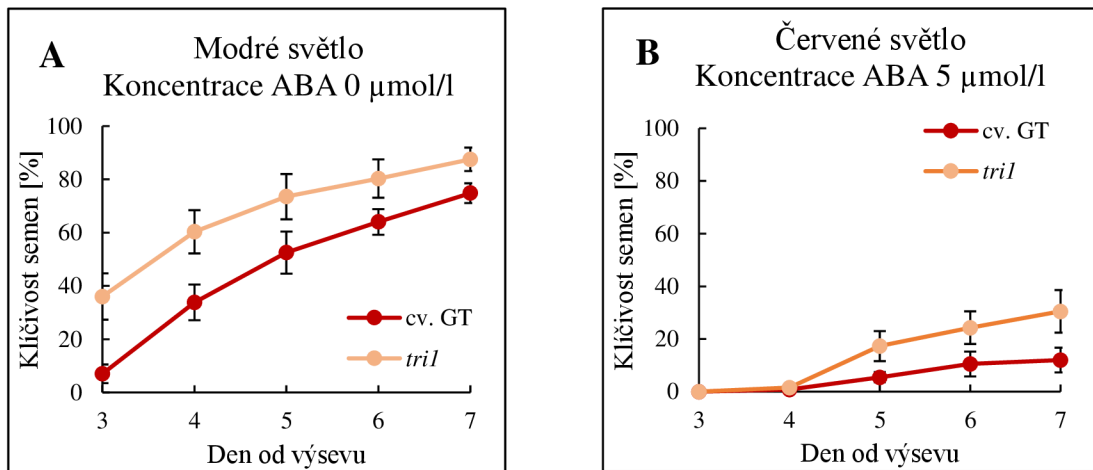 A
Modré světlo
Koncentrace ABA 0 µmol/l
Klíčivost semen [%]
100
80
60
40
20
0
cv. GT
tri1
3 4 5 6 7
Den od výsevu
B
Červené světlo
Koncentrace ABA 5 µmol/l
Klíčivost semen [%]
100
80
60
40
20
0
cv. GT
tri1
3 4 5 6 7
Den od výsevu